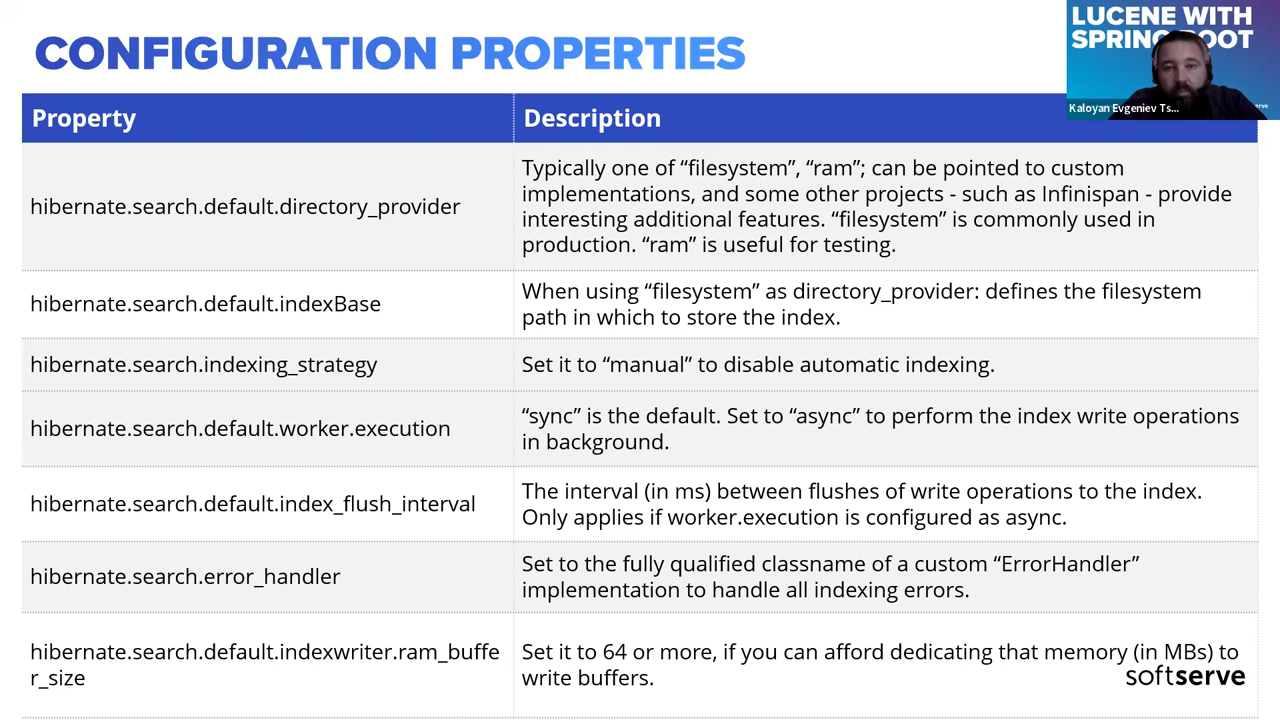 CONFIGURATION PROPERTIES
LUCENE WITH
SPRING BOOT
Kaloyan Evgeniev Ts...
Property
Description
hibernate.search.default.directory_provider
Typically one of “filesystem”, “ram”; can be pointed to custom
implementations, and some other projects - such as Infinispan - provide
interesting additional features. “filesystem” is commonly used in
production. “ram” is useful for testing.
hibernate.search.default.indexBase
When using “filesystem” as directory_provider: defines the filesystem
path in which to store the index.
hibernate.search.indexing_strategy
Set it to “manual” to disable automatic indexing.
hibernate.search.default.worker.execution
“sync” is the default. Set to “async” to perform the index write operations
in background.
hibernate.search.default.index_flush_interval
The interval (in ms) between flushes of write operations to the index.
Only applies if worker.execution is configured as async.
hibernate.search.error_handler
Set to the fully qualified classname of a custom “ErrorHandler”
implementation to handle all indexing errors.
hibernate.search.default.indexwriter.ram_buffe
r_size
Set it to 64 or more, if you can afford dedicating that memory (in MBs) to
write buffers.
softserve